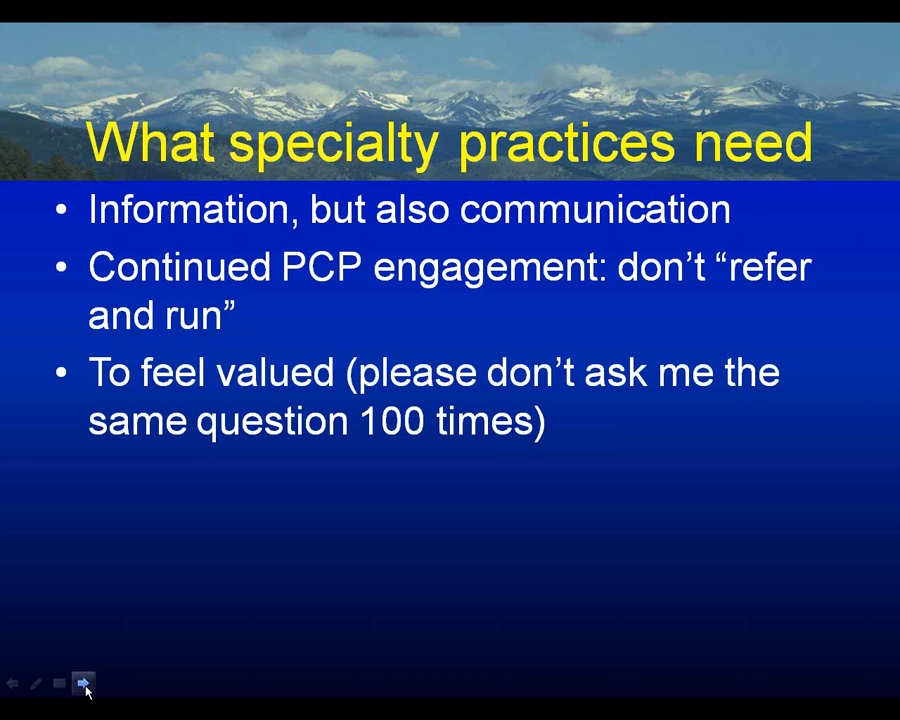 What specialty practices need
• Information, but also communication
• Continued PCP engagement: don’t “refer
and run”
• To feel valued (please don’t ask me the
same question 100 times)